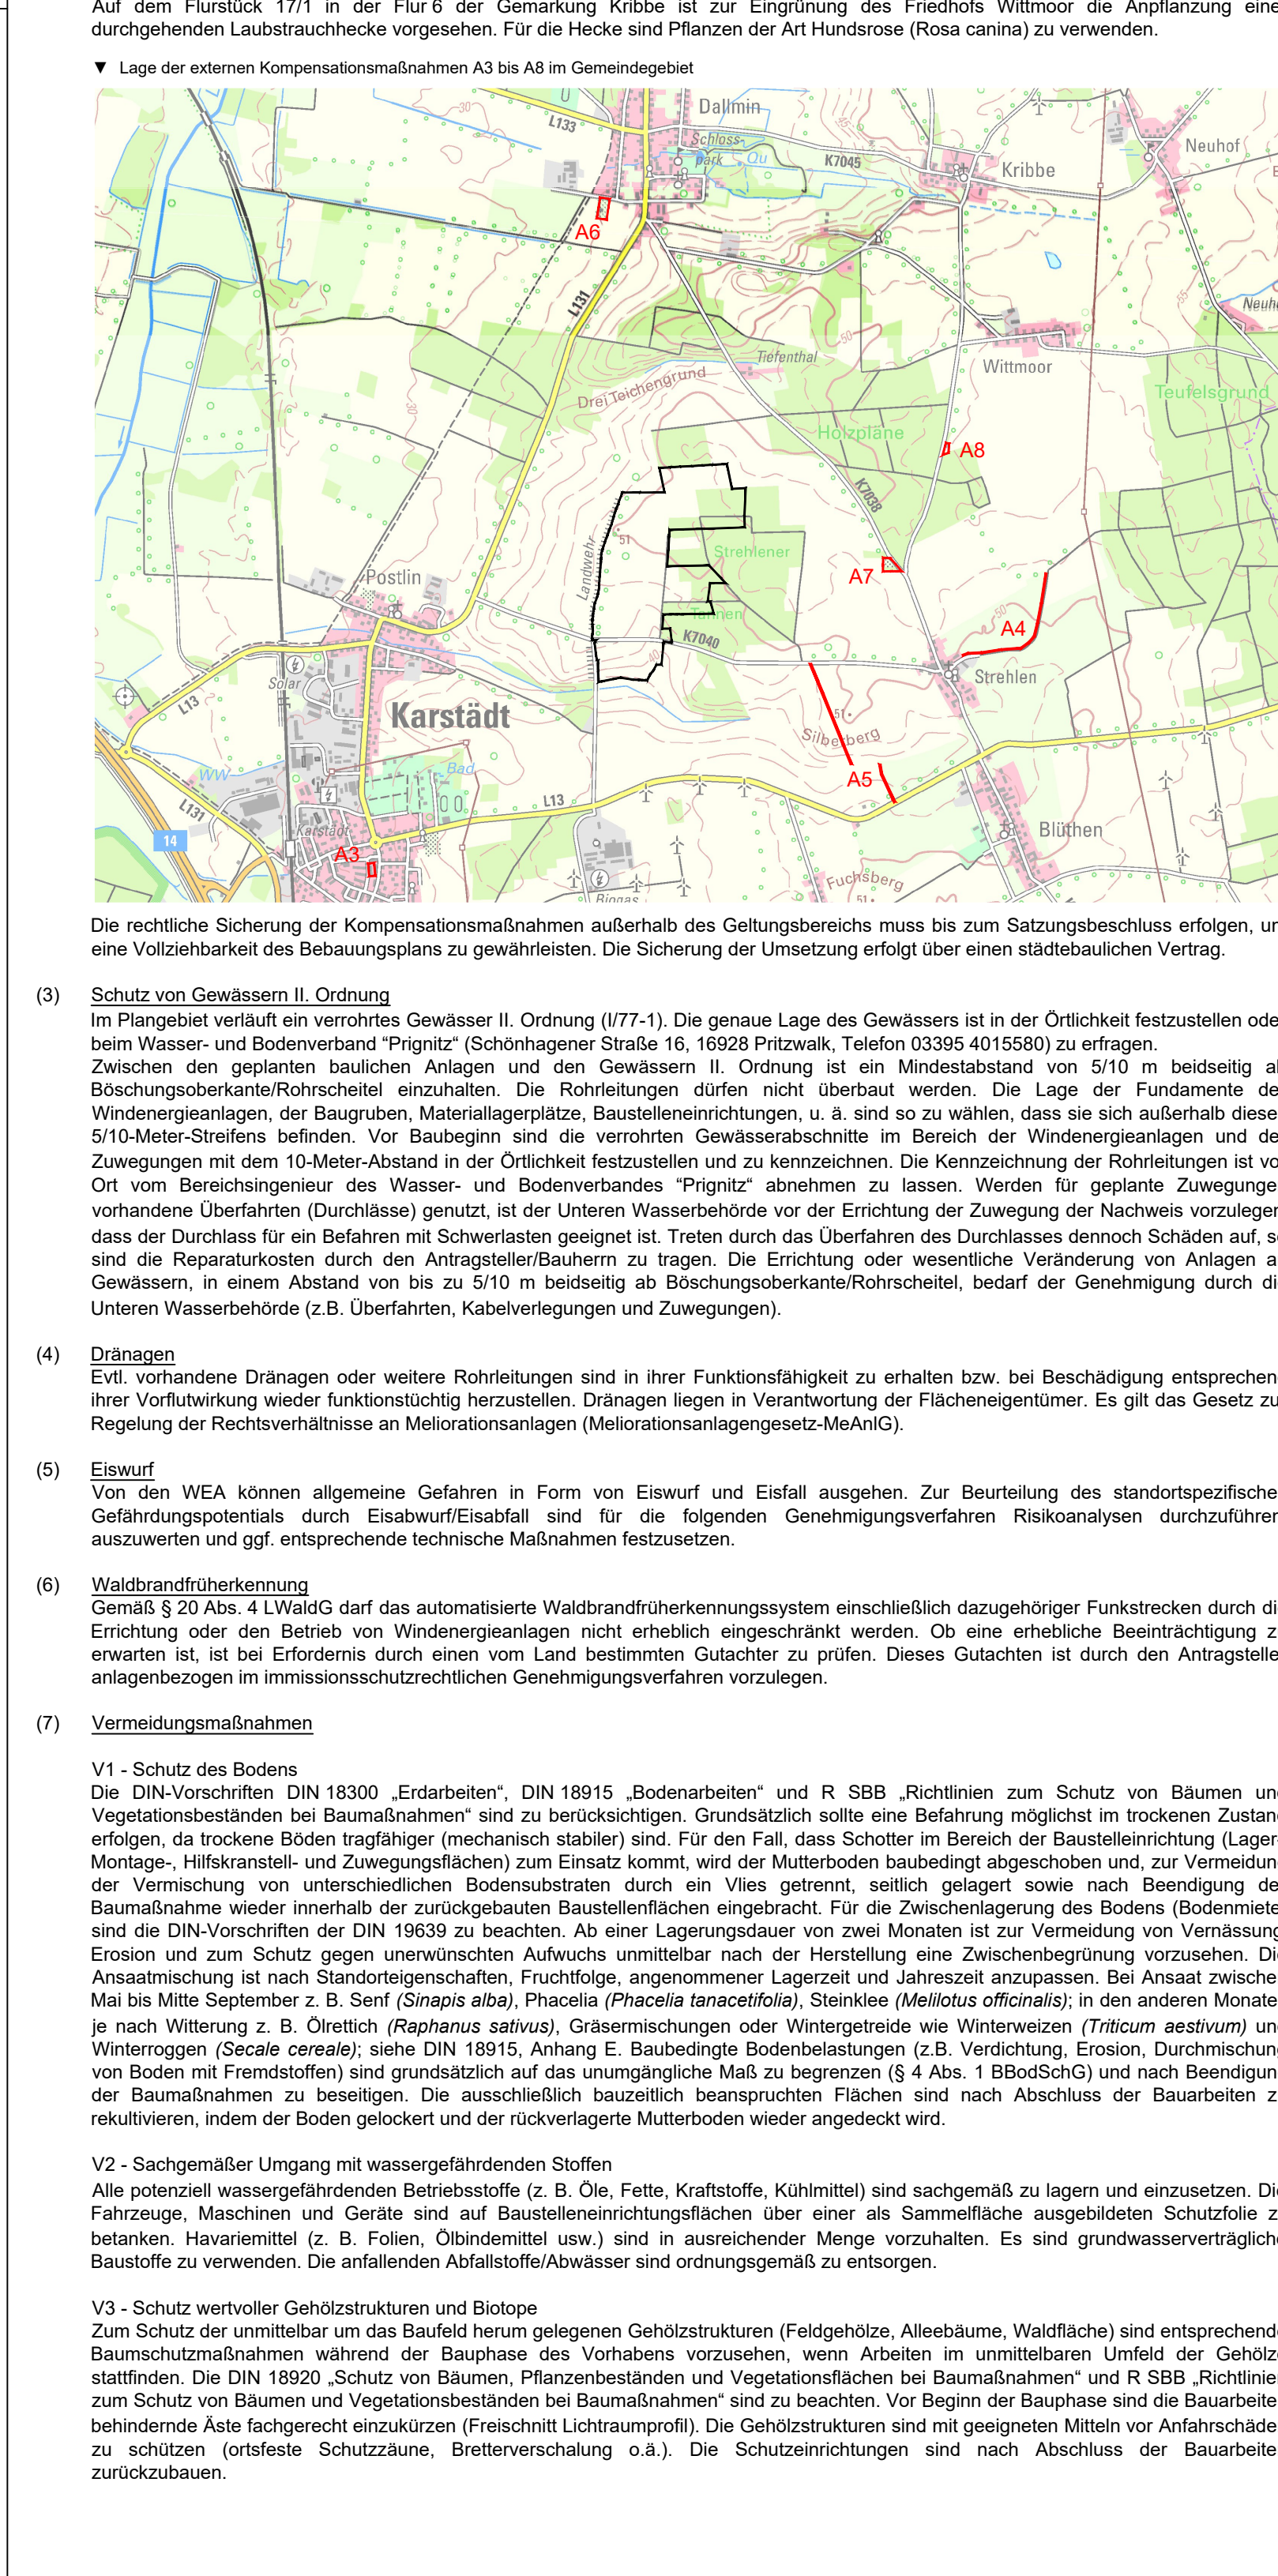 Auf dem Flurstück 17/1 in der Flur 6 der Gemarkung Kribbe ist zur Eingrünung des Friedhofs Wittmoor die Anpflanzung eine
durchgehenden Laubstrauchhecke vorgesehen. Für die Hecke sind Pflanzen der Art Hundsrose (Rosa canina) zu verwenden.
▼ Lage der externen Kompensationsmaßnahmen A3 bis A8 im Gemeindegebiet
Dallmin
L133
30
Schloss-
park
Qu
K7045
45
Neuhof
Kribbe
A6
L131
50
55
Neuh
Tiefenthal
Wittmoor
Drei Teichengrund
30
Teufelsgrund
Holzpläne
A8
K7038
Landwehr
51
Strehlener
Tannen
A7
Postlin
K7040
40
50
A4
Strehlen
Solar
L13
Karstädt
51
Silberberg
WW
Bad
A5
L131
L13
14
Karstädt
A3
Blüthen
Fuchsberg
51
Biogas
Die rechtliche Sicherung der Kompensationsmaßnahmen außerhalb des Geltungsbereichs muss bis zum Satzungsbeschluss erfolgen, um
eine Vollziehbarkeit des Bebauungsplans zu gewährleisten. Die Sicherung der Umsetzung erfolgt über einen städtebaulichen Vertrag.
(3) Schutz von Gewässern II. Ordnung
Im Plangebiet verläuft ein verrohrtes Gewässer II. Ordnung (I/77-1). Die genaue Lage des Gewässers ist in der Örtlichkeit festzustellen ode
beim Wasser- und Bodenverband “Prignitz“ (Schönhagener Straße 16, 16928 Pritzwalk, Telefon 03395 4015580) zu erfragen.
Zwischen den geplanten baulichen Anlagen und den Gewässern II. Ordnung ist ein Mindestabstand von 5/10 m beidseitig ab
Böschungsoberkante/Rohrscheitel einzuhalten. Die Rohrleitungen dürfen nicht überbaut werden. Die Lage der Fundamente de
Windenergieanlagen, der Baugruben, Materiallagerplätze, Baustelleneinrichtungen, u. ä. sind so zu wählen, dass sie sich außerhalb diese
5/10-Meter-Streifens befinden. Vor Baubeginn sind die verrohrten Gewässerabschnitte im Bereich der Windenergieanlagen und de
Zuwegungen mit dem 10-Meter-Abstand in der Örtlichkeit festzustellen und zu kennzeichnen. Die Kennzeichnung der Rohrleitungen ist vo
Ort vom Bereichsingenieur des Wasser- und Bodenverbandes “Prignitz“ abnehmen zu lassen. Werden für geplante Zuwegunge
vorhandene Überfahrten (Durchlässe) genutzt, ist der Unteren Wasserbehörde vor der Errichtung der Zuwegung der Nachweis vorzulegen
dass der Durchlass für ein Befahren mit Schwerlasten geeignet ist. Treten durch das Überfahren des Durchlasses dennoch Schäden auf, so
sind die Reparaturkosten durch den Antragsteller/Bauherrn zu tragen. Die Errichtung oder wesentliche Veränderung von Anlagen a
Gewässern, in einem Abstand von bis zu 5/10 m beidseitig ab Böschungsoberkante/Rohrscheitel, bedarf der Genehmigung durch di
Unteren Wasserbehörde (z.B. Überfahrten, Kabelverlegungen und Zuwegungen).
(4) Dränagen
Evtl. vorhandene Dränagen oder weitere Rohrleitungen sind in ihrer Funktionsfähigkeit zu erhalten bzw. bei Beschädigung entsprechend
ihrer Vorflutwirkung wieder funktionstüchtig herzustellen. Dränagen liegen in Verantwortung der Flächeneigentümer. Es gilt das Gesetz zu
Regelung der Rechtsverhältnisse an Meliorationsanlagen (Meliorationsanlagengesetz-MeAnlG).
(5) Eiswurf
Von den WEA können allgemeine Gefahren in Form von Eiswurf und Eisfall ausgehen. Zur Beurteilung des standortspezifische
Gefährdungspotentials durch Eisabwurf/Eisabfall sind für die folgenden Genehmigungsverfahren Risikoanalysen durchzuführen
auszuwerten und ggf. entsprechende technische Maßnahmen festzusetzen.
(6) Waldbrandfrüherkennung
Gemäß § 20 Abs. 4 LWaldG darf das automatisierte Waldbrandfrüherkennungssystem einschließlich dazugehöriger Funkstrecken durch di
Errichtung oder den Betrieb von Windenergieanlagen nicht erheblich eingeschränkt werden. Ob eine erhebliche Beeinträchtigung z
erwarten ist, ist bei Erfordernis durch einen vom Land bestimmten Gutachter zu prüfen. Dieses Gutachten ist durch den Antragstelle
anlagenbezogen im immissionsschutzrechtlichen Genehmigungsverfahren vorzulegen.
(7) Vermeidungsmaßnahmen
V1 - Schutz des Bodens
Die DIN-Vorschriften DIN 18300 „Erdarbeiten“, DIN 18915 „Bodenarbeiten“ und R SBB „Richtlinien zum Schutz von Bäumen und
Vegetationsbeständen bei Baumaßnahmen“ sind zu berücksichtigen. Grundsätzlich sollte eine Befahrung möglichst im trockenen Zustand
erfolgen, da trockene Böden tragfähiger (mechanisch stabiler) sind. Für den Fall, dass Schotter im Bereich der Baustelleinrichtung (Lager-
Montage-, Hilfskranstell- und Zuwegungsflächen) zum Einsatz kommt, wird der Mutterboden baubedingt abgeschoben und, zur Vermeidung
der Vermischung von unterschiedlichen Bodensubstraten durch ein Vlies getrennt, seitlich gelagert sowie nach Beendigung de
Baumaßnahme wieder innerhalb der zurückgebauten Baustellenflächen eingebracht. Für die Zwischenlagerung des Bodens (Bodenmiete
sind die DIN-Vorschriften der DIN 19639 zu beachten. Ab einer Lagerungsdauer von zwei Monaten ist zur Vermeidung von Vernässung
Erosion und zum Schutz gegen unerwünschten Aufwuchs unmittelbar nach der Herstellung eine Zwischenbegrünung vorzusehen. Di
Ansaatmischung ist nach Standorteigenschaften, Fruchtfolge, angenommener Lagerzeit und Jahreszeit anzupassen. Bei Ansaat zwische
Mai bis Mitte September z. B. Senf (Sinapis alba), Phacelia (Phacelia tanacetifolia), Steinklee (Melilotus officinalis); in den anderen Monate
je nach Witterung z. B. Ölrettich (Raphanus sativus), Gräsermischungen oder Wintergetreide wie Winterweizen (Triticum aestivum) und
Winterroggen (Secale cereale); siehe DIN 18915, Anhang E. Baubedingte Bodenbelastungen (z.B. Verdichtung, Erosion, Durchmischung
von Boden mit Fremdstoffen) sind grundsätzlich auf das unumgängliche Maß zu begrenzen (§ 4 Abs. 1 BBodSchG) und nach Beendigung
der Baumaßnahmen zu beseitigen. Die ausschließlich bauzeitlich beanspruchten Flächen sind nach Abschluss der Bauarbeiten z
rekultivieren, indem der Boden gelockert und der rückverlagerte Mutterboden wieder angedeckt wird.
V2 - Sachgemäßer Umgang mit wassergefährdenden Stoffen
Alle potenziell wassergefährdenden Betriebsstoffe (z. B. Öle, Fette, Kraftstoffe, Kühlmittel) sind sachgemäß zu lagern und einzusetzen. Di
Fahrzeuge, Maschinen und Geräte sind auf Baustelleneinrichtungsflächen über einer als Sammelfläche ausgebildeten Schutzfolie z
betanken. Havariemittel (z. B. Folien, Ölbindemittel usw.) sind in ausreichender Menge vorzuhalten. Es sind grundwasserverträgliche
Baustoffe zu verwenden. Die anfallenden Abfallstoffe/Abwässer sind ordnungsgemäß zu entsorgen.
V3 - Schutz wertvoller Gehölzstrukturen und Biotope
Zum Schutz der unmittelbar um das Baufeld herum gelegenen Gehölzstrukturen (Feldgehölze, Alleebäume, Waldfläche) sind entsprechende
Baumschutzmaßnahmen während der Bauphase des Vorhabens vorzusehen, wenn Arbeiten im unmittelbaren Umfeld der Gehölze
stattfinden. Die DIN 18920 „Schutz von Bäumen, Pflanzenbeständen und Vegetationsflächen bei Baumaßnahmen“ und R SBB „Richtlinien
zum Schutz von Bäumen und Vegetationsbeständen bei Baumaßnahmen“ sind zu beachten. Vor Beginn der Bauphase sind die Bauarbeite
behindernde Äste fachgerecht einzukürzen (Freischnitt Lichtraumprofil). Die Gehölzstrukturen sind mit geeigneten Mitteln vor Anfahrschäde
zu schützen (ortsfeste Schutzzäune, Bretterverschalung o.ä.). Die Schutzeinrichtungen sind nach Abschluss der Bauarbeite
zurückzubauen.